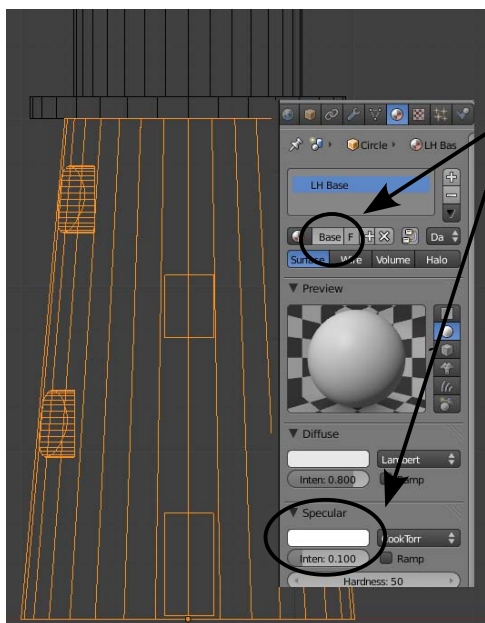 Circle LH Bas
LH Base
Base F Da
Surface Wire Volume Halo
Preview
Diffuse
Lambert
Inten: 0.800 Ramp
Specular
CookTorr
Inten: 0.100 Ramp
Hardness: 50